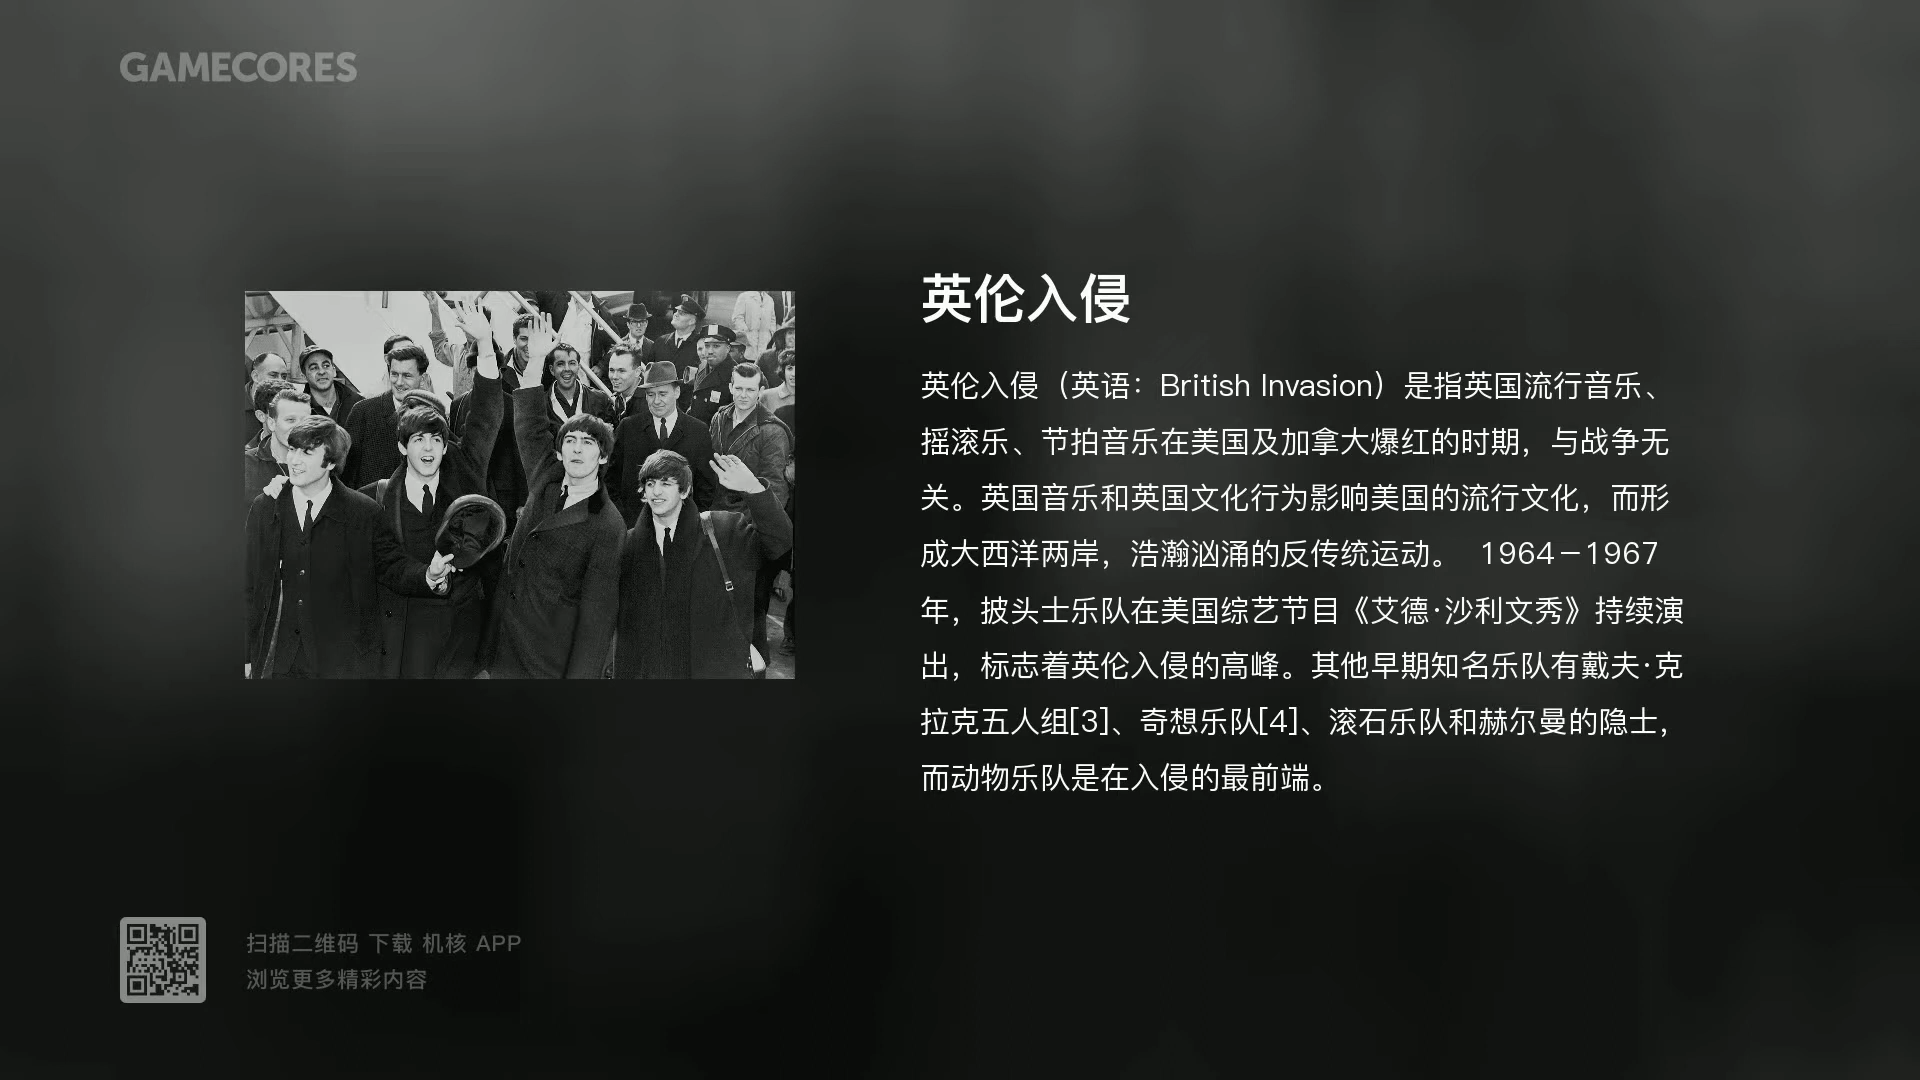 GAMECORES
英伦入侵
英伦入侵（英语：British Invasion）是指英国流行音乐、
摇滚乐、节拍音乐在美国及加拿大爆红的时期，与战争无
关。英国音乐和英国文化行为影响美国的流行文化，而形
成大西洋两岸，浩瀚汹涌的反传统运动。 1964－1967
年，披头士乐队在美国综艺节目《艾德·沙利文秀》持续演
出，标志着英伦入侵的高峰。其他早期知名乐队有戴夫·克
拉克五人组[3]、奇想乐队[4]、滚石乐队和赫尔曼的隐士，
而动物乐队是在入侵的最前端。
扫描二维码 下载 机核 APP
浏览更多精彩内容